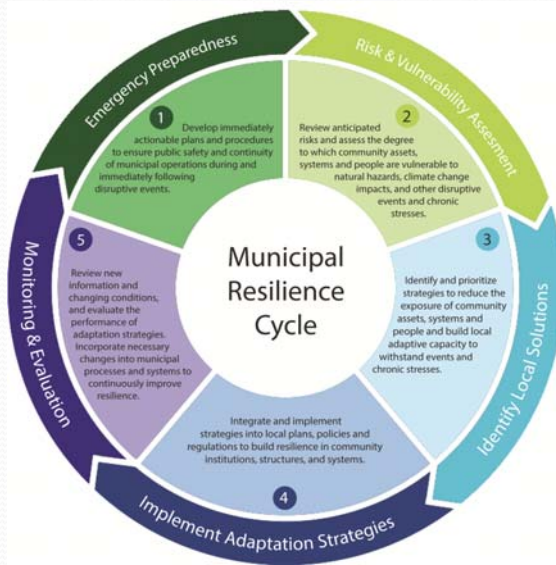 Municipal
Resilience
Cycle
Emergency Preparedness
1
Develop immediately
actionable plans and procedures
to ensure public safety and continuity
of municipal operations during and
immediately following
disruptive events.
Risk & Vulnerability Assesment
2
Review anticipated
risks and assess the degree
to which community assets,
systems and people are vulnerable to
natural hazards, climate change
impacts, and other disruptive
events and chronic
stresses.
Identify Local Solutions
3
Identify and prioritize
strategies to reduce the
exposure of community
assets, systems and
people and build local
adaptive capacity to
withstand events and
chronic stresses.
Implement Adaptation Strategies
Integrate and implement
strategies into local plans, policies and
regulations to build resilience in community
institutions, structures, and systems.
4
Monitoring & Evaluation
5
Review new
information and
changing conditions,
and evaluate the
performance of
adaptation strategies.
Incorporate necessary
changes into municipal
processes and systems to
continuously improve
resilience.